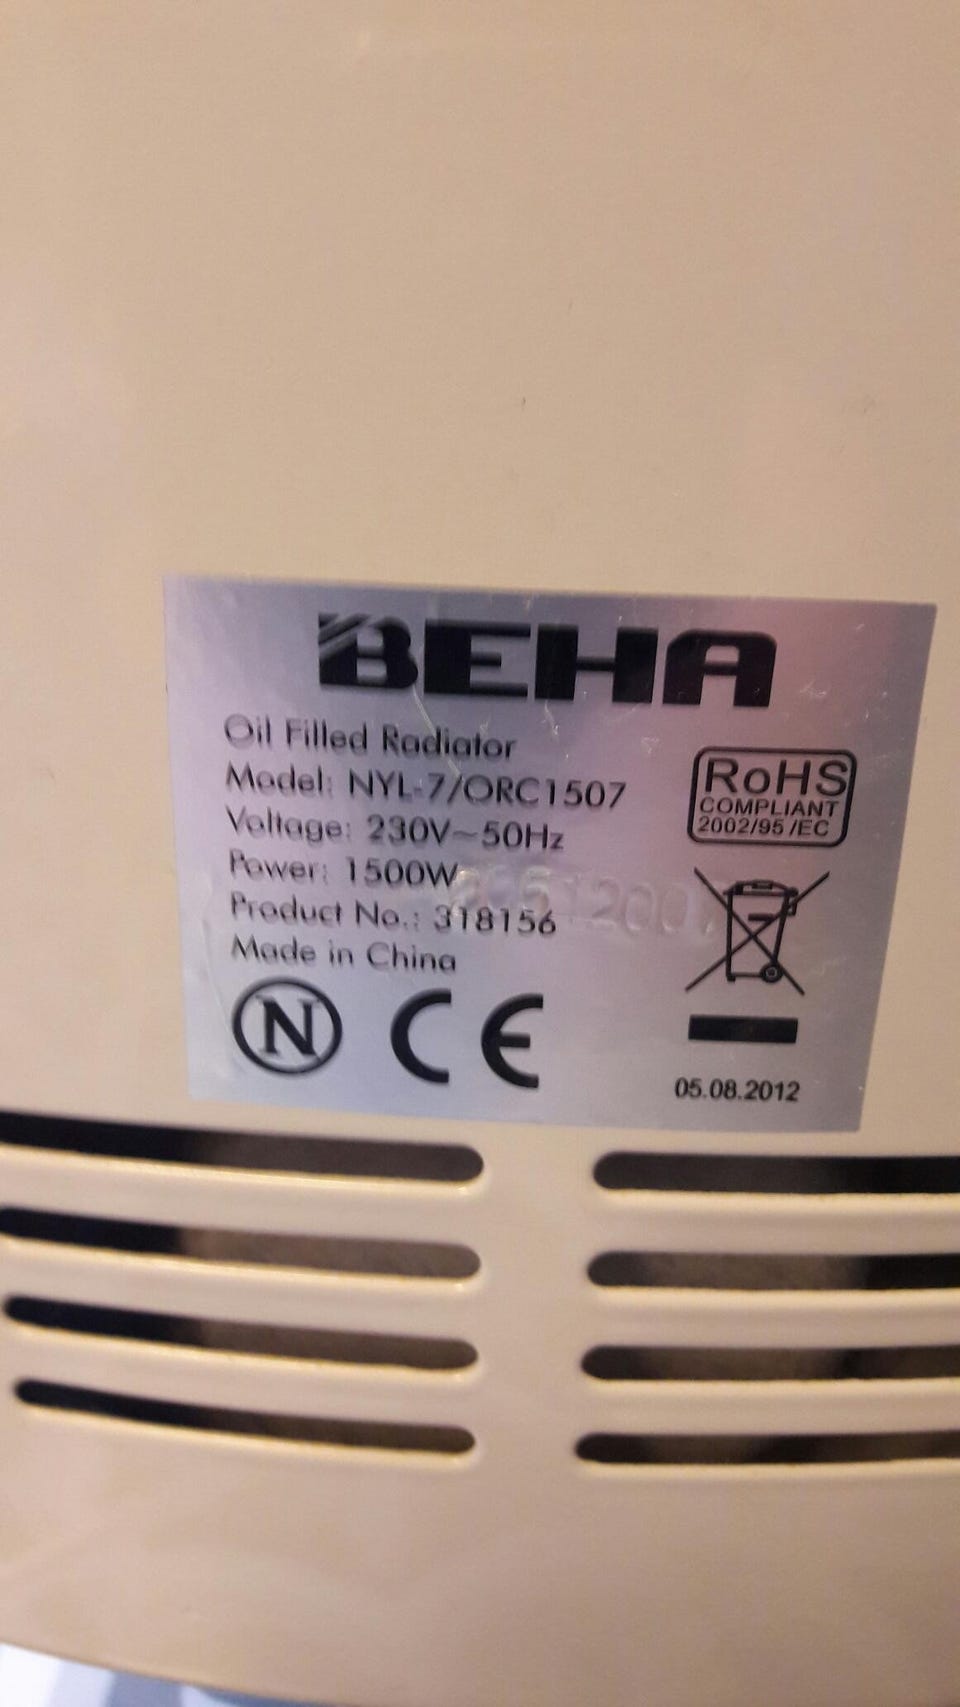 BEHA
Oil Filled Radiator
Model: NYL-7/ORC1507
Voltage: 230V~50Hz
Power: 1500W
Product No.: 318156
Made in China
RoHS
COMPLIANT
2002/95/EC
N CE
05.08.2012